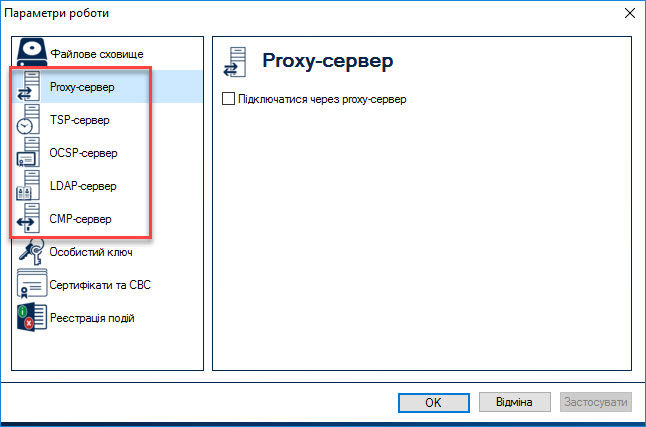 Параметри роботи
Файлове сховище
Proxy-сервер
TSP-сервер
OCSP-сервер
LDAP-сервер
CMP-сервер
Особистий ключ
Сертифікати та СВС
Реєстрація подій
Proxy-сервер
Підключатися через proxy-сервер
OK
Відміна
Застосувати